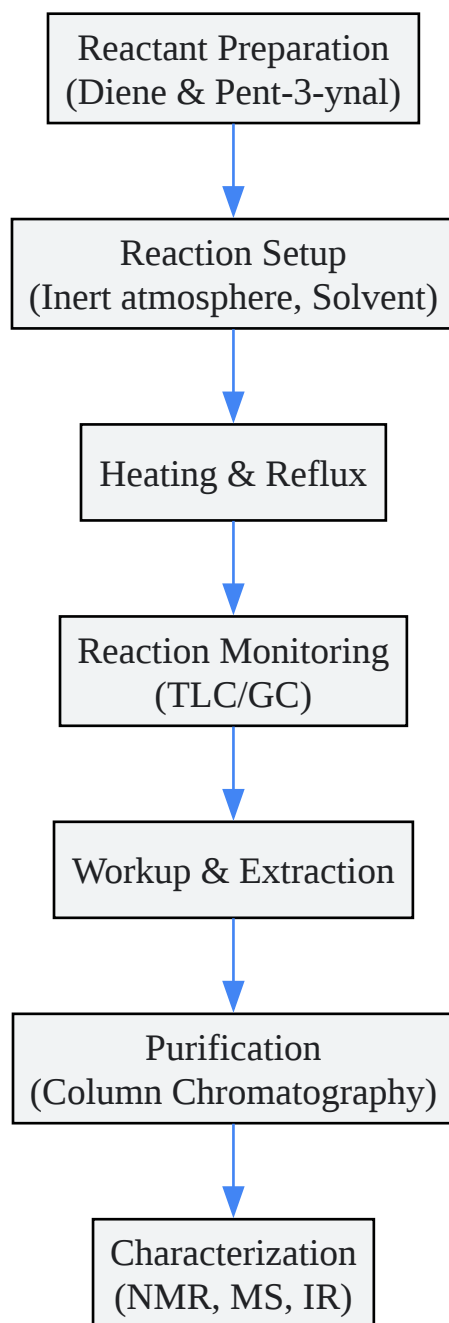 Reactant Preparation
(Diene & Pent-3-ynal)
Reaction Setup
(Inert atmosphere, Solvent)
Heating & Reflux
Reaction Monitoring
(TLC/GC)
Workup & Extraction
Purification
(Column Chromatography)
Characterization
(NMR, MS, IR)